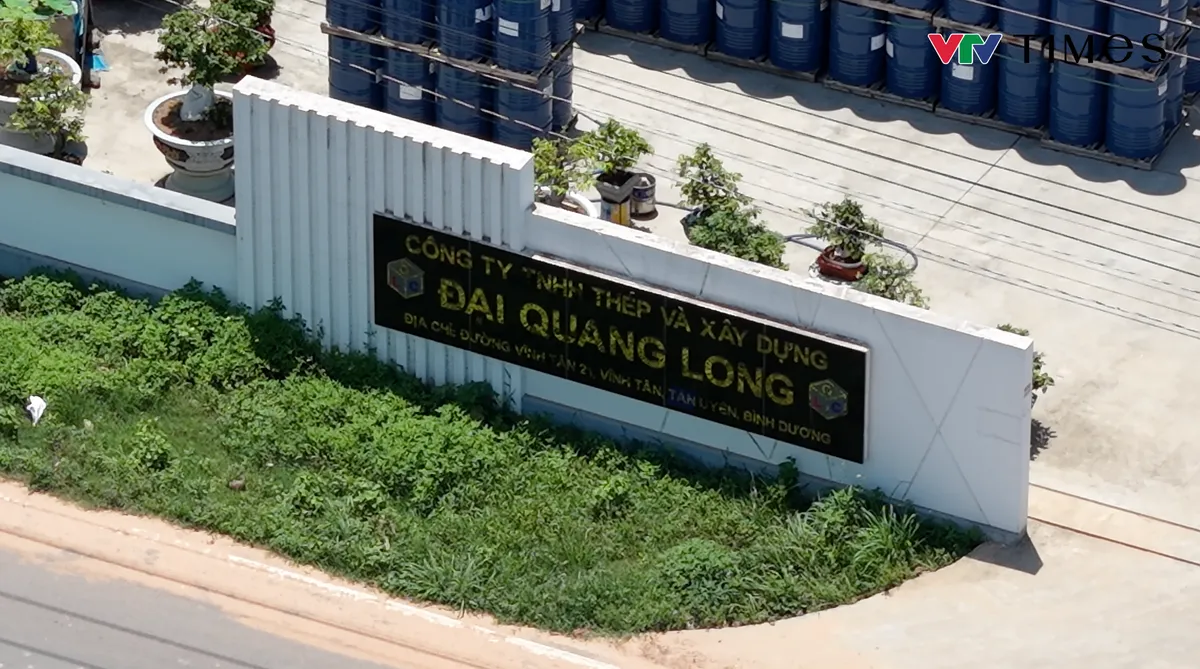 VTV TIMES
CÔNG TY TNHH THÉP VÀ XÂY DỰNG
ĐẠI QUANG LONG
ĐỊA CHỈ: ĐƯỜNG VĨNH TÂN 21, VĨNH TÂN, TÂN UYÊN, BÌNH DƯƠNG